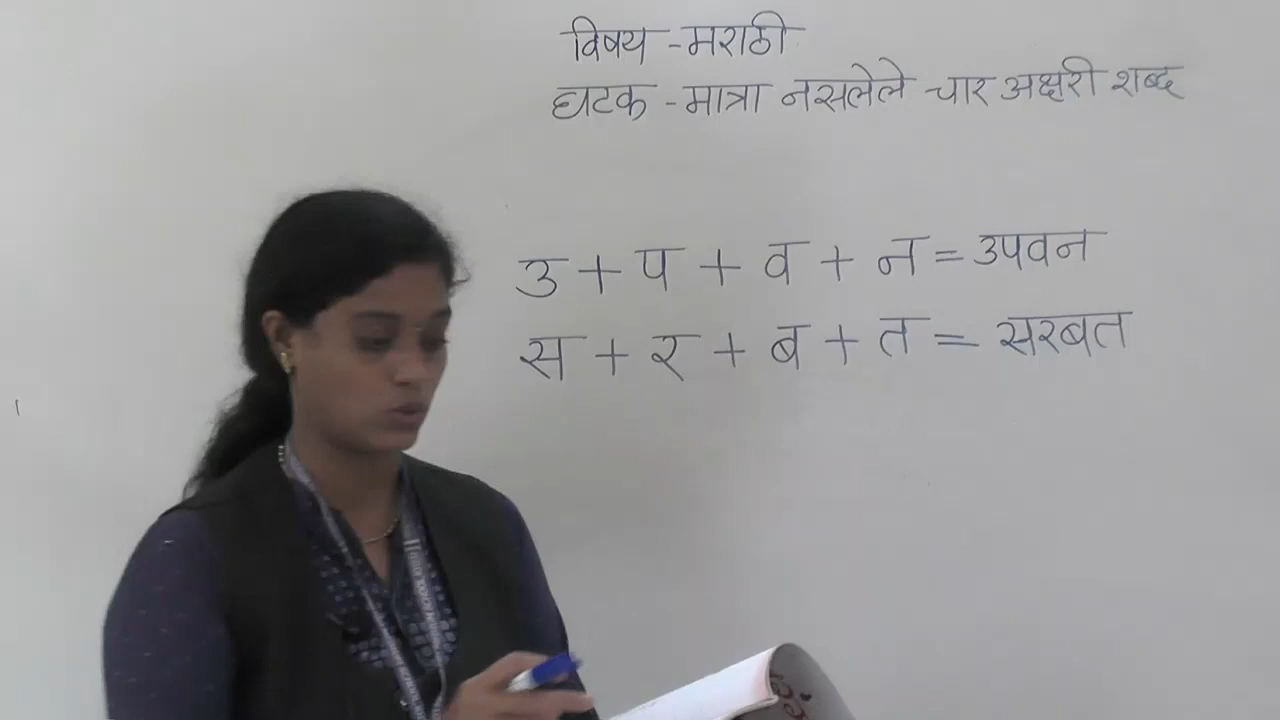 विषय - मराठी
घटक - मात्रा नसलेले चार अक्षरी शब्द
उ + प + व + न = उपवन
स + र + ब + त = सरबत